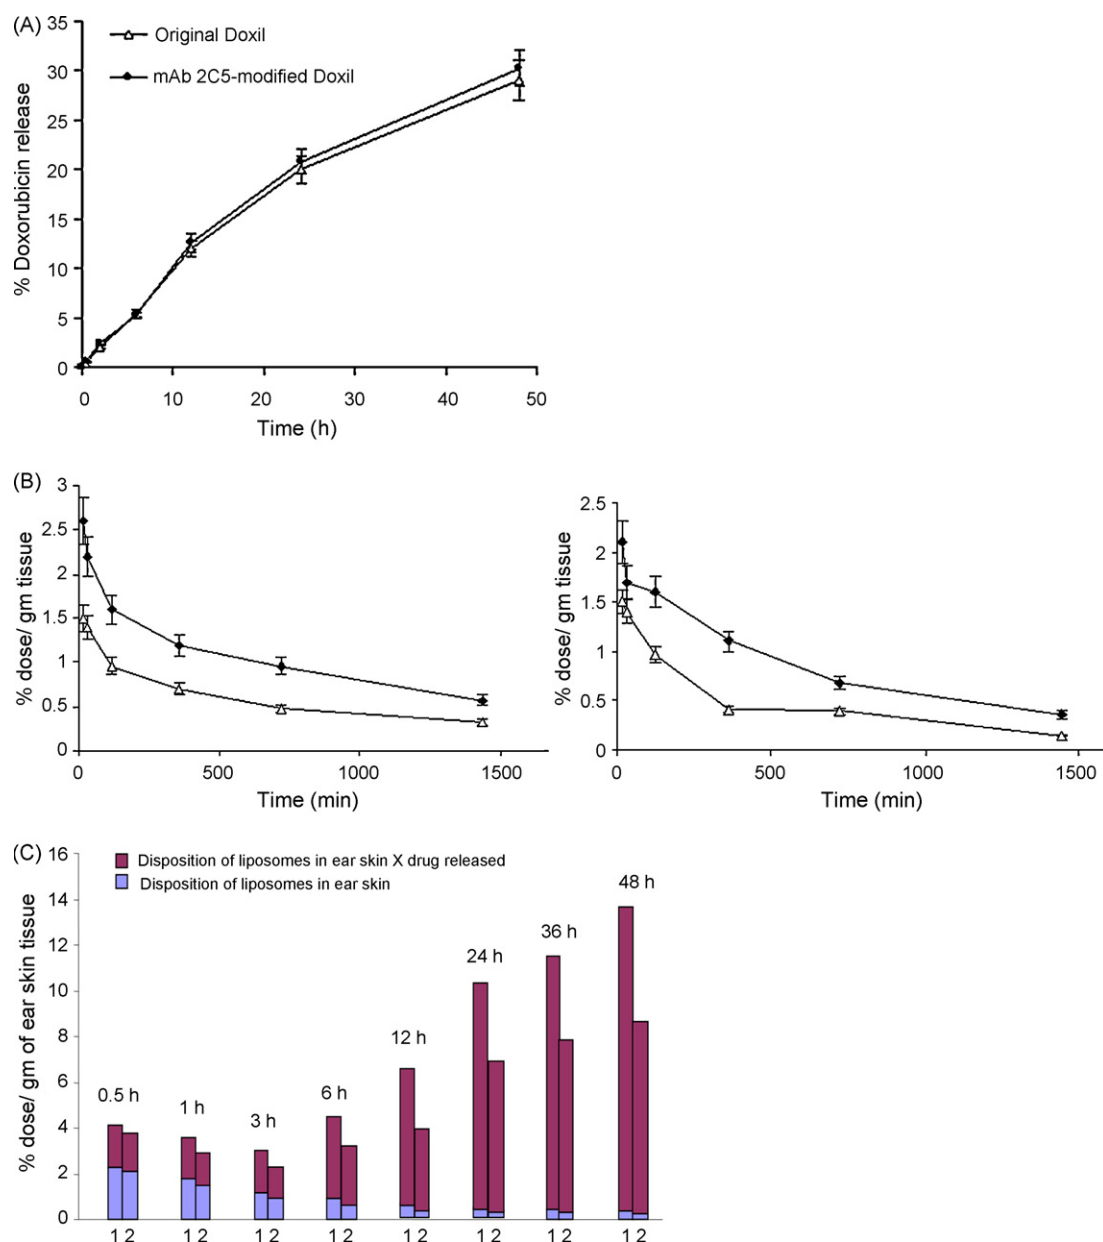 (A)
35
30
25
20
15
10
5
0
% Doxorubicin release
Original Doxil
mAb 2C5-modified Doxil
0 10 20 30 40 50
Time (h)
(B)
3
2.5
2
1.5
1
0.5
0
% dose/ gm tissue
0 500 1000 1500
Time (min)
2.5
2
1.5
1
0.5
0
% dose/ gm tissue
0 500 1000 1500
Time (min)
(C)
16
14
12
10
8
6
4
2
0
% dose/ gm of ear skin tissue
Disposition of liposomes in ear skin X drug released
Disposition of liposomes in ear skin
0.5 h
1 h
3 h
6 h
12 h
24 h
36 h
48 h
1 2 1 2 1 2 1 2 1 2 1 2 1 2 1 2